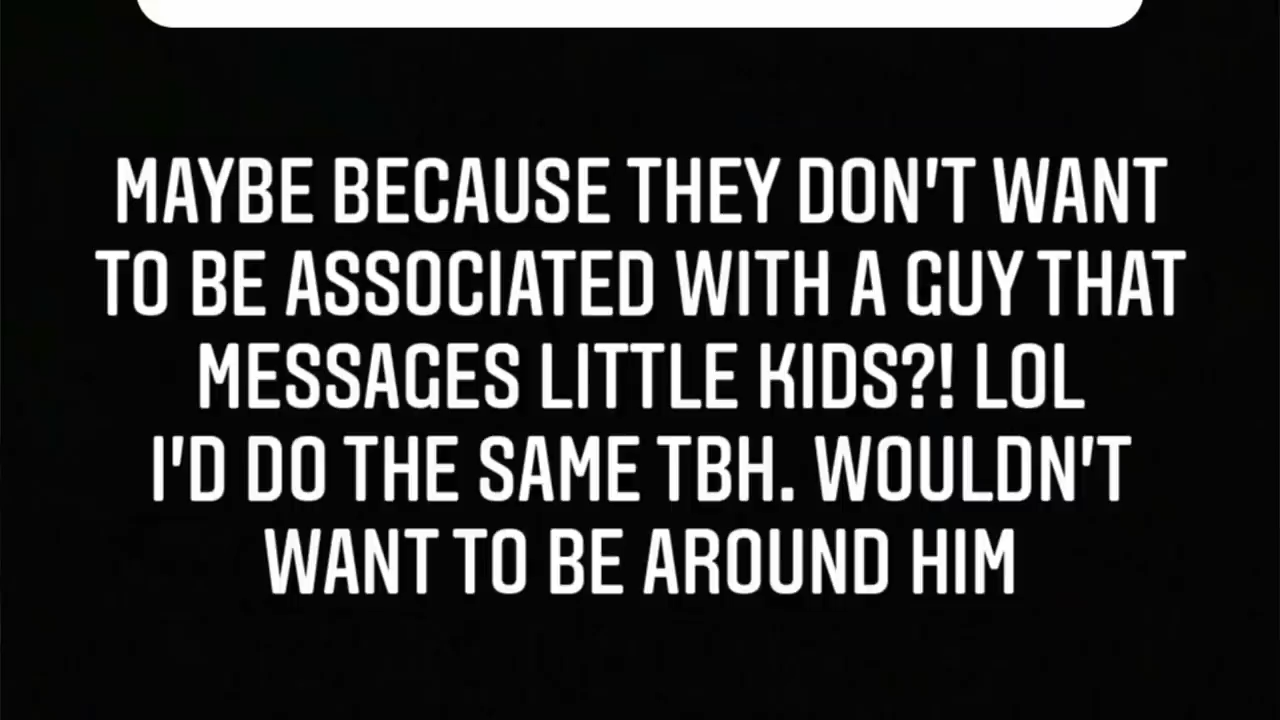 MAYBE BECAUSE THEY DON'T WANT
TO BE ASSOCIATED WITH A GUY THAT
MESSAGES LITTLE KIDS?! LOL
I'D DO THE SAME TBH. WOULDN'T
WANT TO BE AROUND HIM